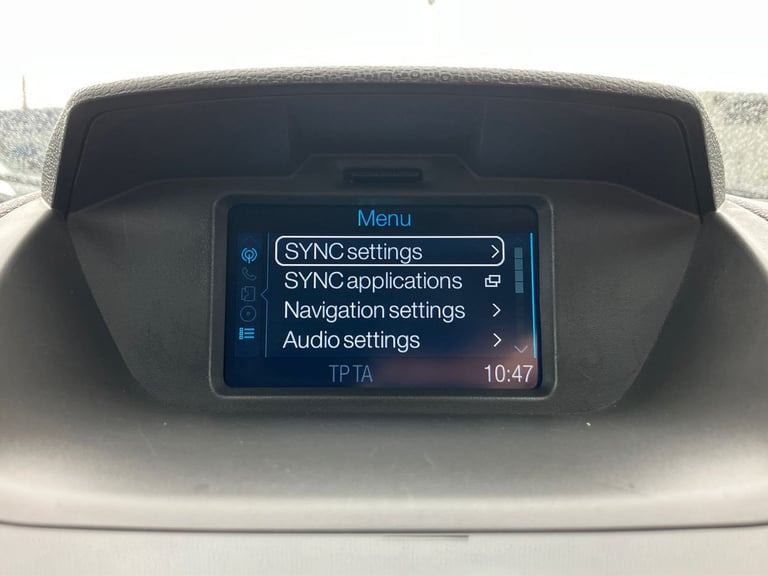 Menu
SYNC settings
SYNC applications
Navigation settings
Audio settings
TP TA 10:47